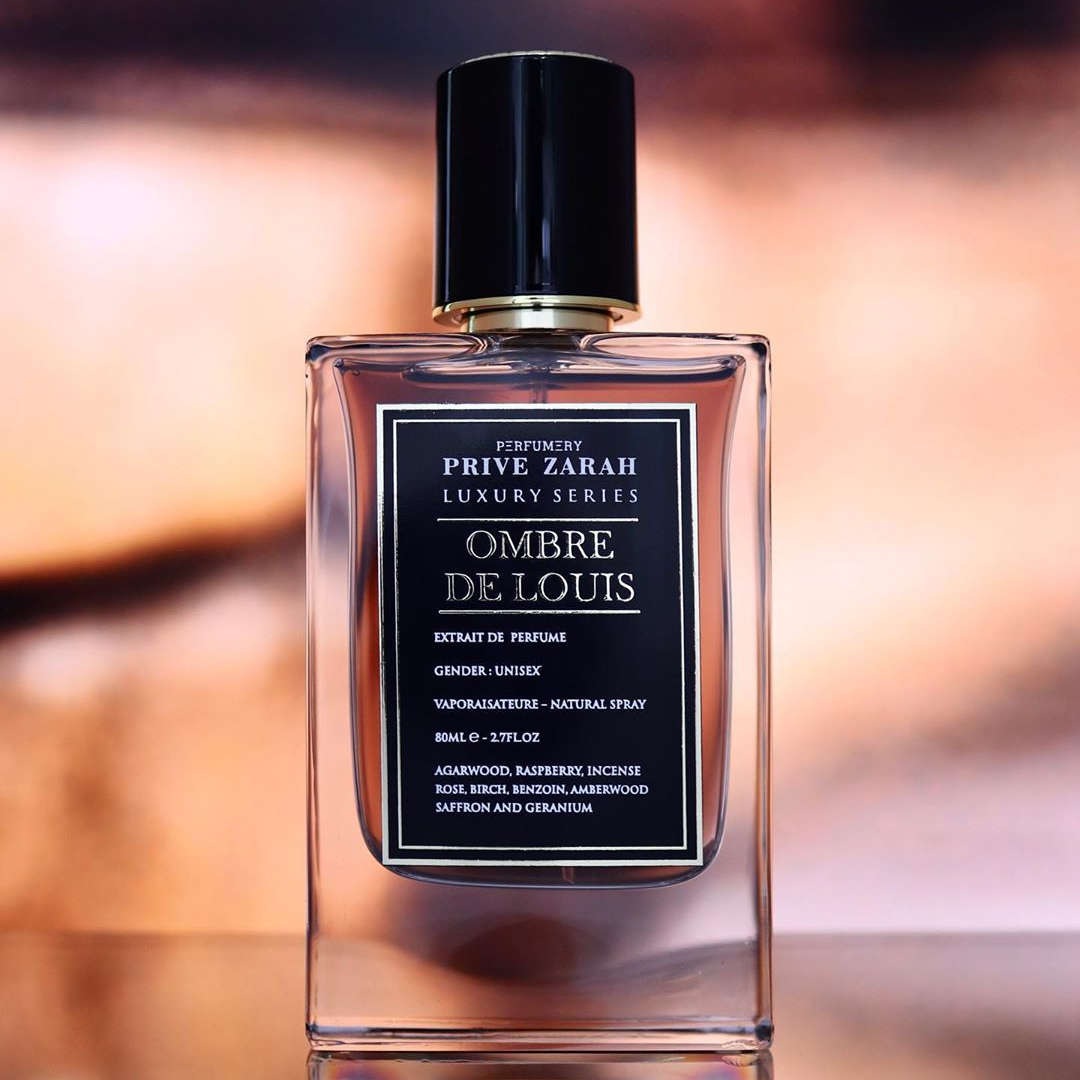 PERFUMERY
PRIVE ZARAH
LUXURY SERIES
OMBRE
DE LOUIS
EXTRAIT DE PERFUME
GENDER : UNISEX
VAPORAISATEURE – NATURAL SPRAY
80ML ℮ - 2.7FL.OZ
AGARWOOD, RASPBERRY, INCENSE
ROSE, BIRCH, BENZOIN, AMBERWOOD
SAFFRON AND GERANIUM